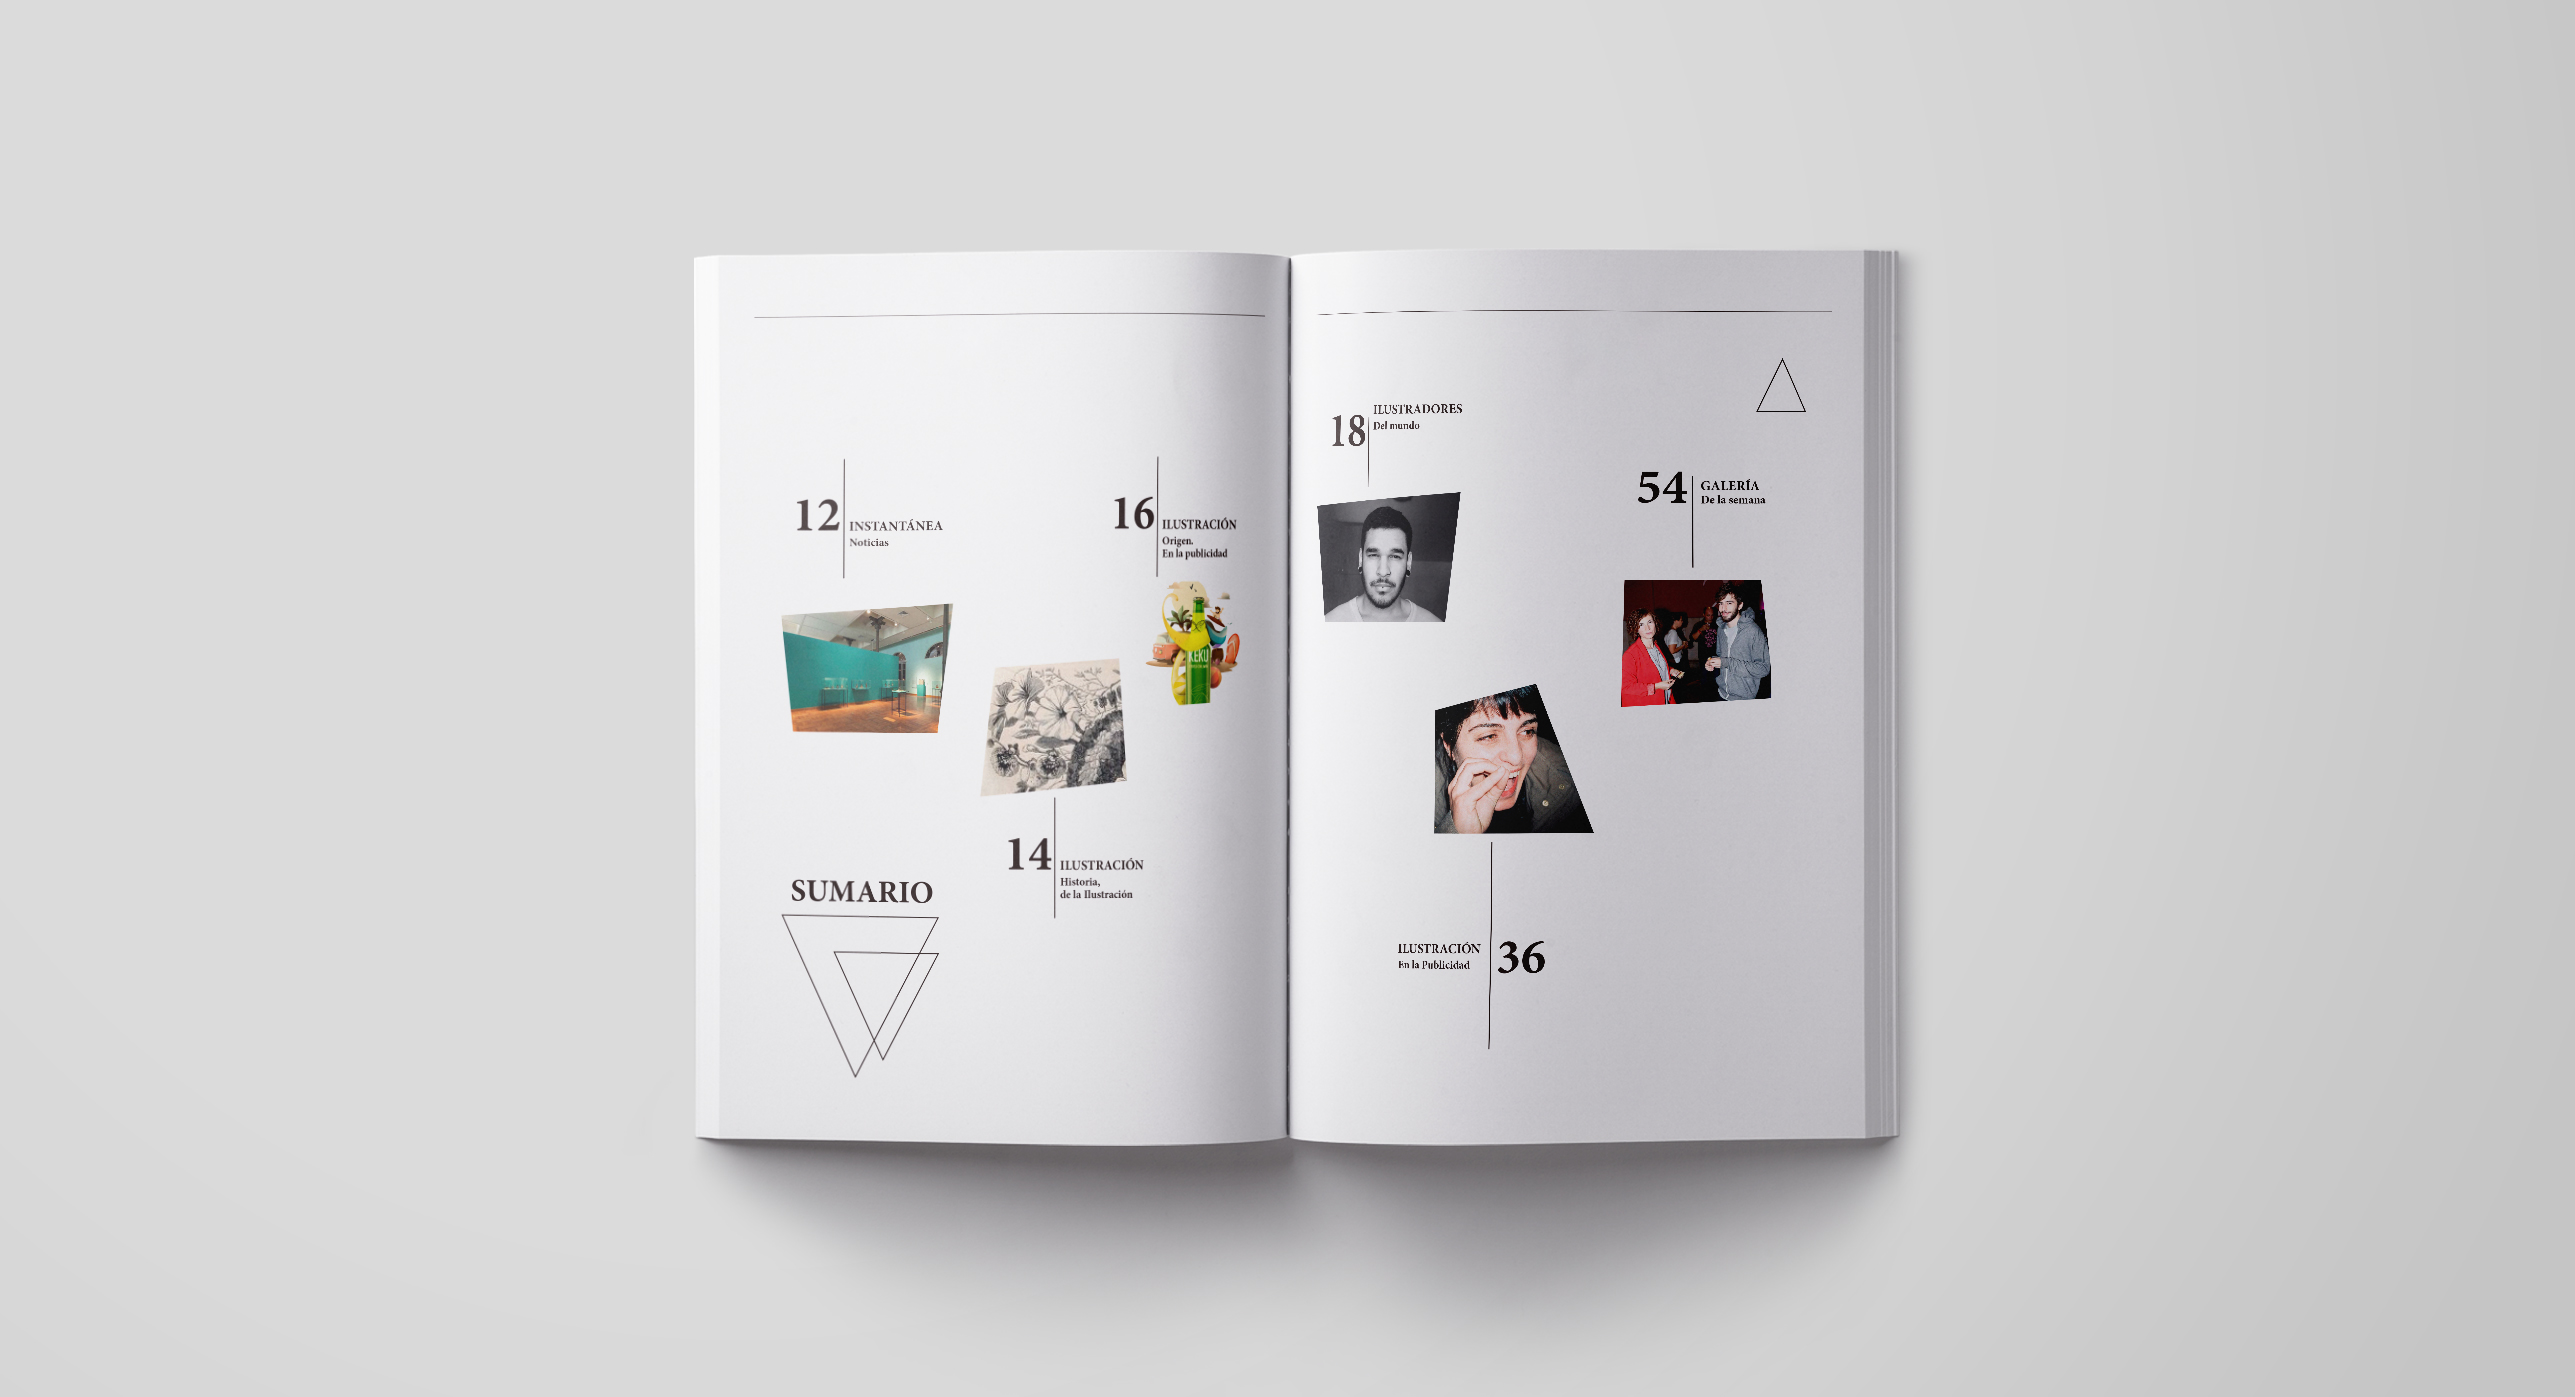 12
INSTANTÁNEA
Noticias
16
ILUSTRACIÓN
Origen.
En la publicidad
KERU
14
ILUSTRACIÓN
Historia,
de la Ilustración
SUMARIO
18
ILUSTRADORES
Del mundo
54
GALERÍA
De la semana
ILUSTRACIÓN
En la Publicidad
36